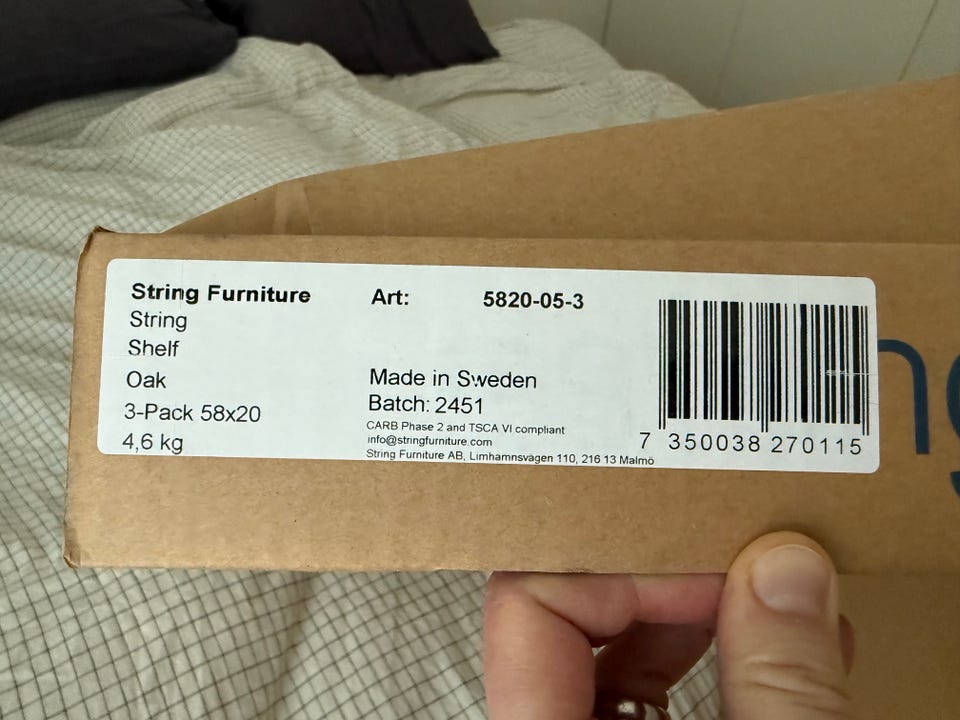 String Furniture
String
Shelf
Oak
3-Pack 58x20
4,6 kg
Art: 5820-05-3
Made in Sweden
Batch: 2451
CARB Phase 2 and TSCA VI compliant
info@stringfurniture.com
String Furniture AB, Limhamnsvägen 110, 216 13 Malmö
7 350038 270115
ng